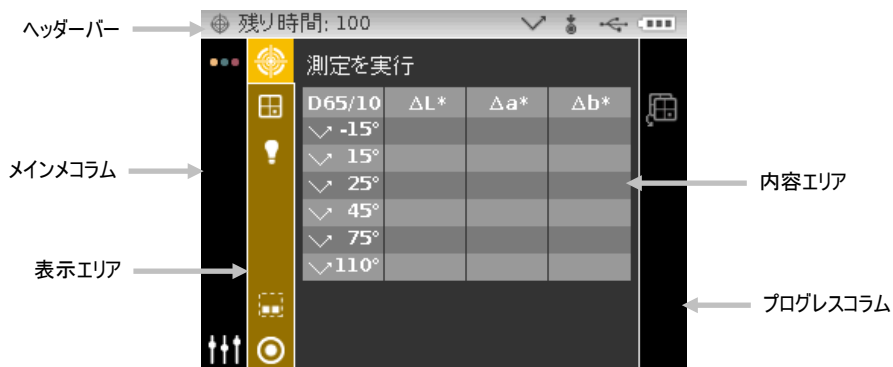 ヘッダーバー
残り時間: 100
測定を実行
D65/10 ΔL* Δa* Δb*
-15°
15°
25°
45°
75°
110°
メインメコラム
内容エリア
表示エリア
プログレスコラム